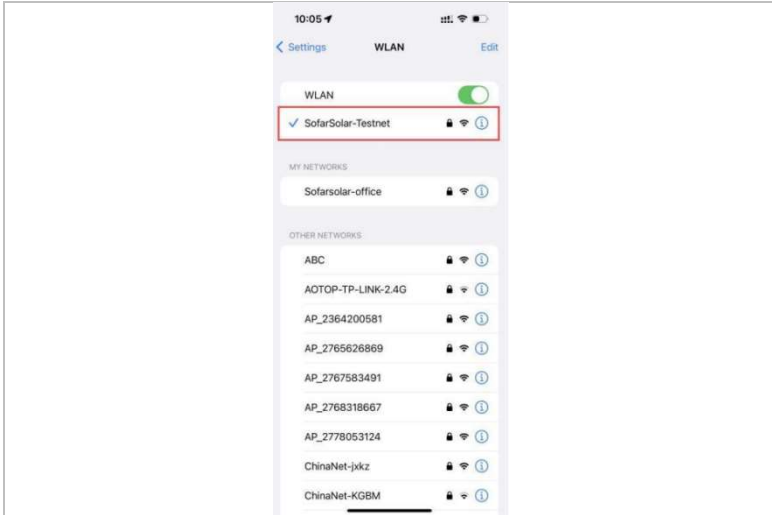 10:05
Settings WLAN Edit
WLAN
SofarSolar-Testnet
MY NETWORKS
Sofarsolar-office
OTHER NETWORKS
ABC
AOTOP-TP-LINK-2.4G
AP_2364200581
AP_2765626869
AP_2767583491
AP_2768318667
AP_2778053124
ChinaNet-jxkz
ChinaNet-KGBM